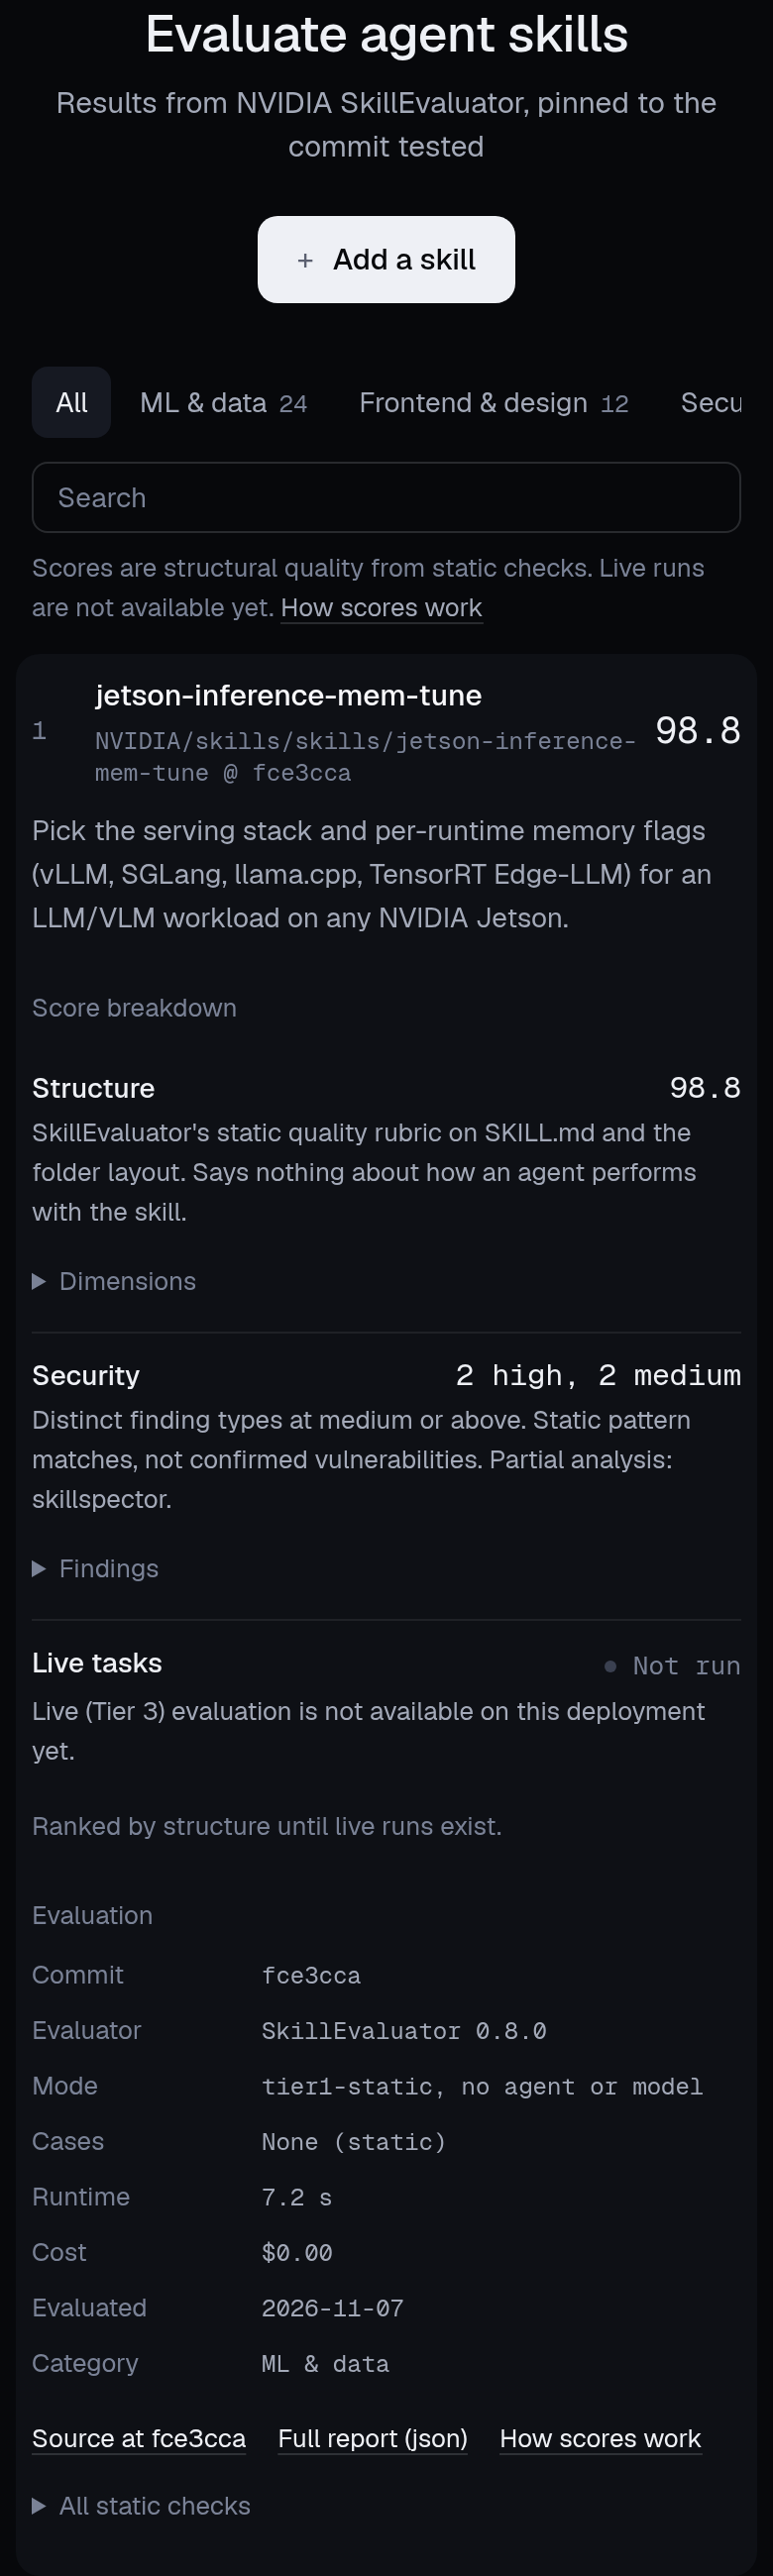 Evaluate agent skills
Results from NVIDIA SkillEvaluator, pinned to the
commit tested
+ Add a skill
All ML & data 24 Frontend & design 12 Secu
Search
Scores are structural quality from static checks. Live runs
are not available yet. How scores work
1 jetson-inference-mem-tune 98.8
NVIDIA/skills/skills/jetson-inference-
mem-tune @ fce3cca
Pick the serving stack and per-runtime memory flags
(vLLM, SGLang, llama.cpp, TensorRT Edge-LLM) for an
LLM/VLM workload on any NVIDIA Jetson.
Score breakdown
Structure 98.8
SkillEvaluator's static quality rubric on SKILL.md and the
folder layout. Says nothing about how an agent performs
with the skill.
▶ Dimensions
Security 2 high, 2 medium
Distinct finding types at medium or above. Static pattern
matches, not confirmed vulnerabilities. Partial analysis:
skillspector.
▶ Findings
Live tasks ● Not run
Live (Tier 3) evaluation is not available on this deployment
yet.
Ranked by structure until live runs exist.
Evaluation
Commit fce3cca
Evaluator SkillEvaluator 0.8.0
Mode tier1-static, no agent or model
Cases None (static)
Runtime 7.2 s
Cost $0.00
Evaluated 2026-11-07
Category ML & data
Source at fce3cca Full report (json) How scores work
▶ All static checks